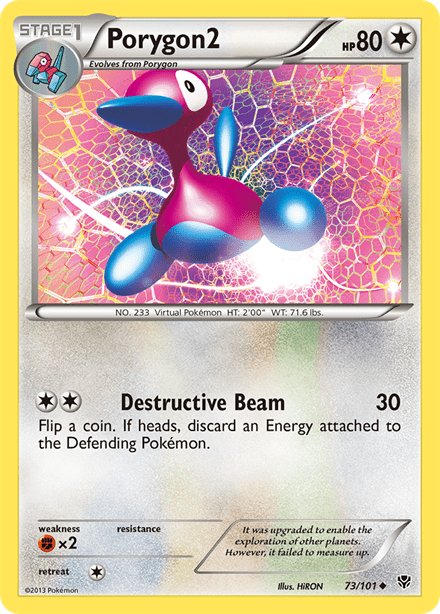 STAGE1
Porygon2
HP80
Evolves from Porygon
NO. 233 Virtual Pokémon HT: 2'00" WT: 71.6 lbs.
Destructive Beam 30
Flip a coin. If heads, discard an Energy attached to
the Defending Pokémon.
weakness resistance
×2
retreat
It was upgraded to enable the
exploration of other planets.
However, it failed to measure up.
©2013 Pokémon
Illus. HiRON 73/101